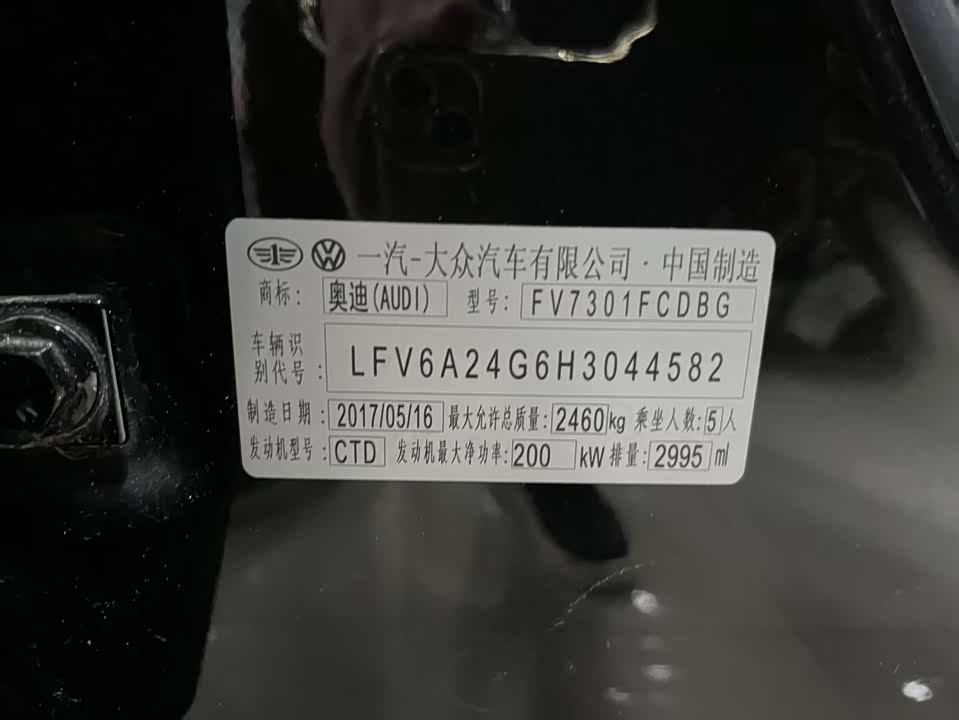 一汽-大众汽车有限公司·中国制造
商标: 奥迪(AUDI) 型号: FV7301FCDBG
车辆识别代号: LFV6A24G6H3044582
制造日期: 2017/05/16 最大允许总质量: 2460kg 乘坐人数: 5人
发动机型号: CTD 发动机最大净功率: 200 kW 排量: 2995 ml